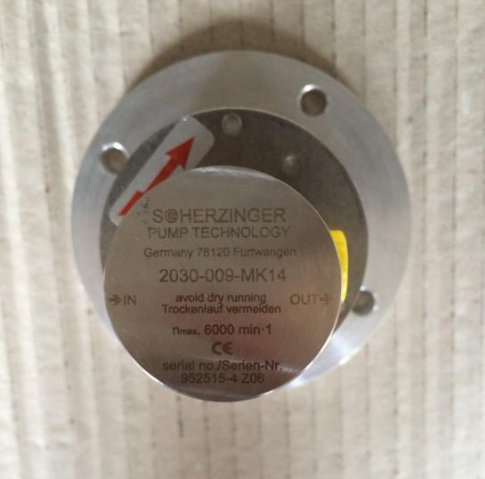 SCHERZINGER
PUMP TECHNOLOGY
Germany 78120 Furtwangen
2030-009-MK14
IN
avoid dry running
Trockenlauf vermeiden
OUT
nmax. 6000 min-1
CE
serial no./Serien-Nr.
952515-4 Z06